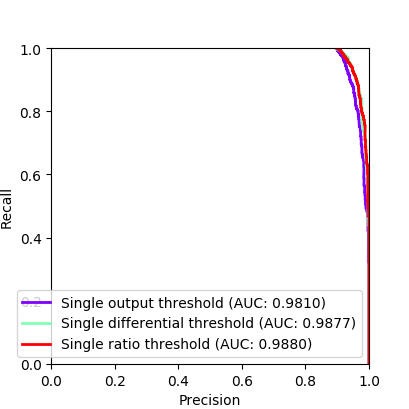 1.0
0.8
0.6
0.4
0.2
0.0
Recall
Single output threshold (AUC: 0.9810)
Single differential threshold (AUC: 0.9877)
Single ratio threshold (AUC: 0.9880)
0.0 0.2 0.4 0.6 0.8 1.0
Precision